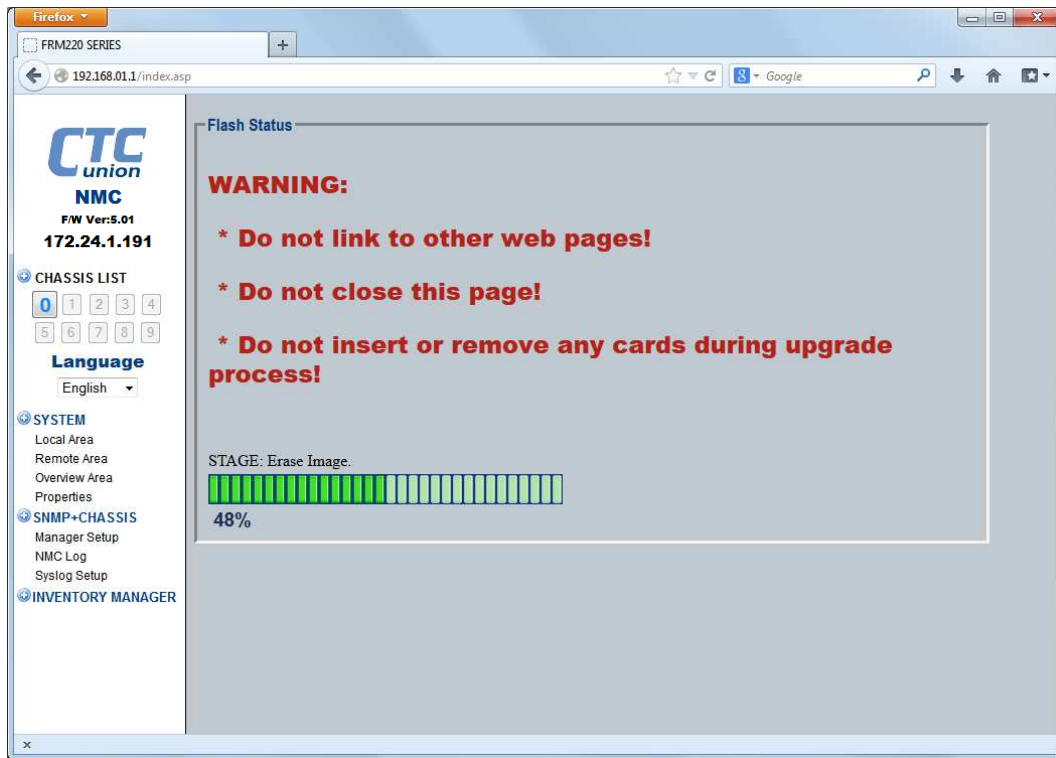 Firefox
FRM220 SERIES
+
192.168.01.1/index.asp
Google
CTC
union
NMC
F/W Ver:5.01
172.24.1.191
CHASSIS LIST
0 1 2 3 4
5 6 7 8 9
Language
English
SYSTEM
Local Area
Remote Area
Overview Area
Properties
SNMP+CHASSIS
Manager Setup
NMC Log
Syslog Setup
INVENTORY MANAGER
Flash Status
WARNING:
* Do not link to other web pages!
* Do not close this page!
* Do not insert or remove any cards during upgrade
process!
STAGE: Erase Image.
48%
x